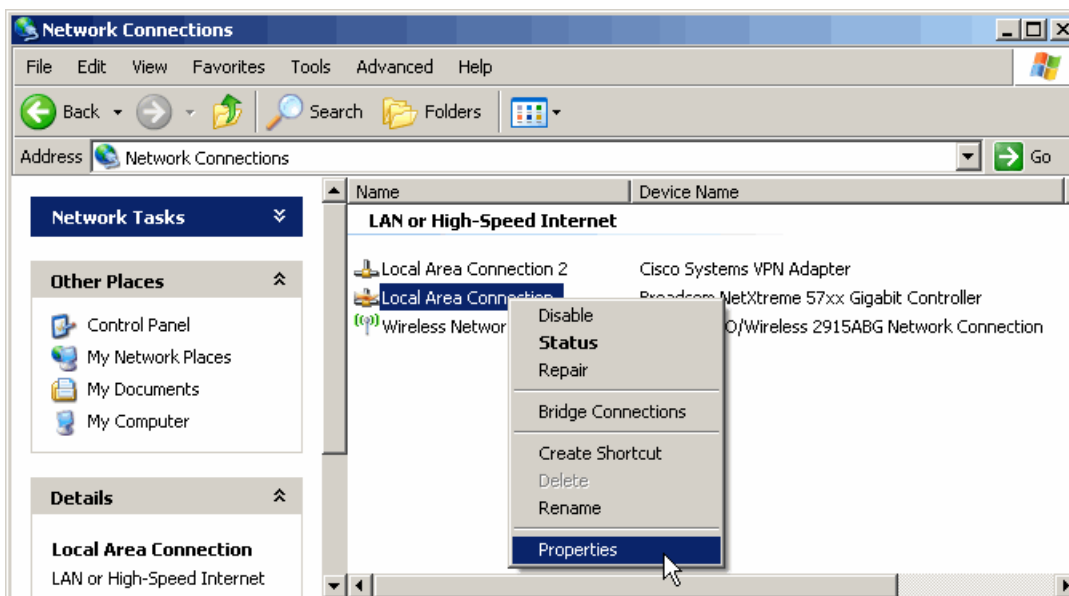 Network Connections
File Edit View Favorites Tools Advanced Help
Back Search Folders
Address Network Connections Go
Network Tasks
Other Places
Control Panel
My Network Places
My Documents
My Computer
Details
Local Area Connection
LAN or High-Speed Internet
Name Device Name
LAN or High-Speed Internet
Local Area Connection 2 Cisco Systems VPN Adapter
Local Area Connection Broadcom NetXtreme 57xx Gigabit Controller
Wireless Networ O/Wireless 2915ABG Network Connection
Disable
Status
Repair
Bridge Connections
Create Shortcut
Delete
Rename
Properties